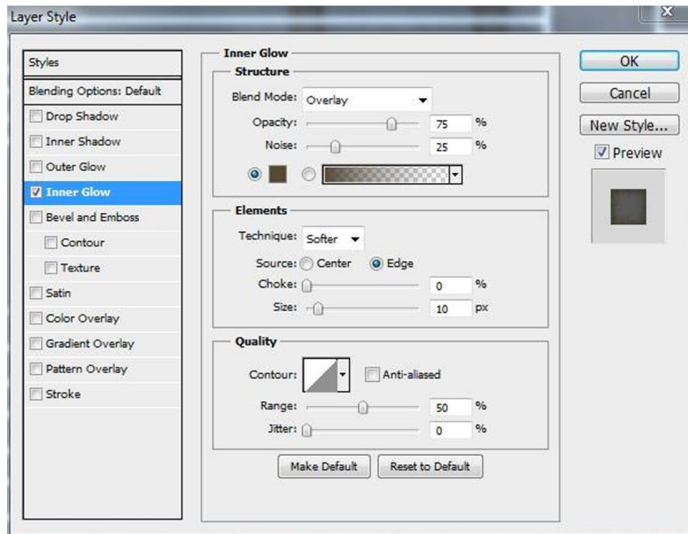 Layer Style
Styles
Blending Options: Default
Drop Shadow
Inner Shadow
Outer Glow
Inner Glow
Bevel and Emboss
Contour
Texture
Satin
Color Overlay
Gradient Overlay
Pattern Overlay
Stroke
Inner Glow
Structure
Blend Mode: Overlay
Opacity: 75 %
Noise: 25 %
Elements
Technique: Softer
Source: Center Edge
Choke: 0 %
Size: 10 px
Quality
Contour: Anti-aliased
Range: 50 %
Jitter: 0 %
Make Default Reset to Default
OK
Cancel
New Style...
Preview